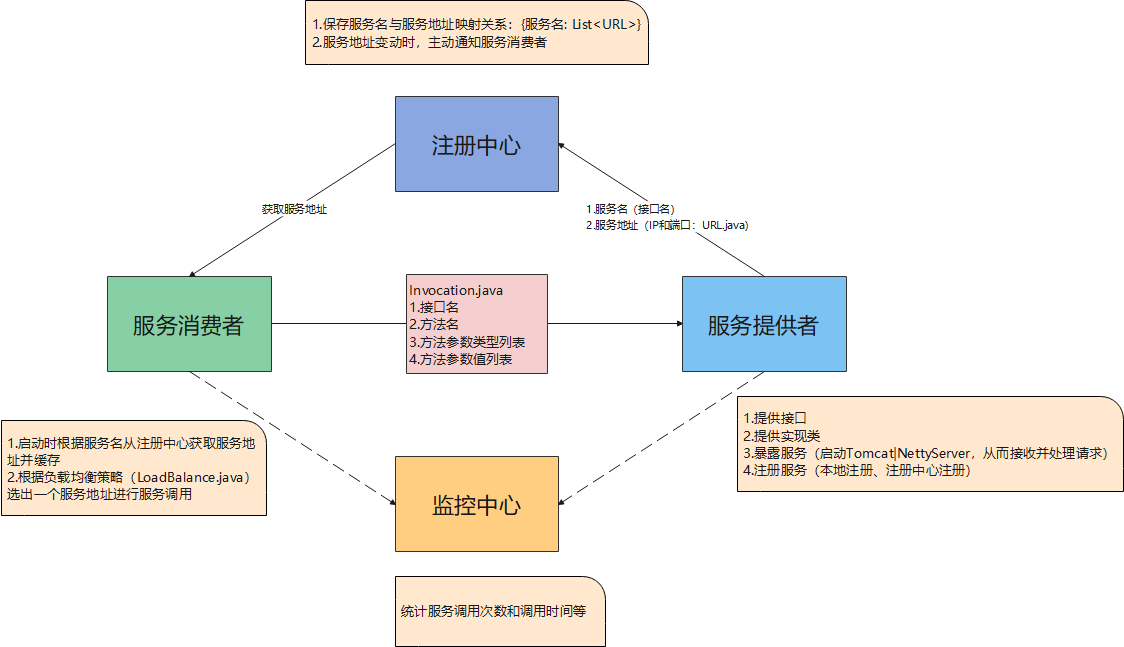 1.保存服务名与服务地址映射关系：{服务名: List<URL>}
2.服务地址变动时，主动通知服务消费者
注册中心
获取服务地址
1.服务名（接口名）
2.服务地址（IP和端口：URL.java）
服务消费者
Invocation.java
1.接口名
2.方法名
3.方法参数类型列表
4.方法参数值列表
服务提供者
1.启动时根据服务名从注册中心获取服务地
址并缓存
2.根据负载均衡策略（LoadBalance.java）
选出一个服务地址进行服务调用
1.提供接口
2.提供实现类
3.暴露服务（启动Tomcat|NettyServer，从而接收并处理请求）
4.注册服务（本地注册、注册中心注册）
监控中心
统计服务调用次数和调用时间等